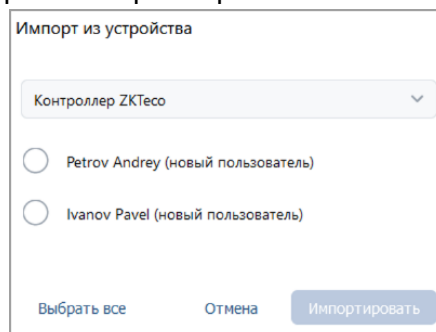 Импорт из устройства
Контроллер ZKTeco
Petrov Andrey (новый пользователь)
Ivanov Pavel (новый пользователь)
Выбрать все Отмена Импортировать